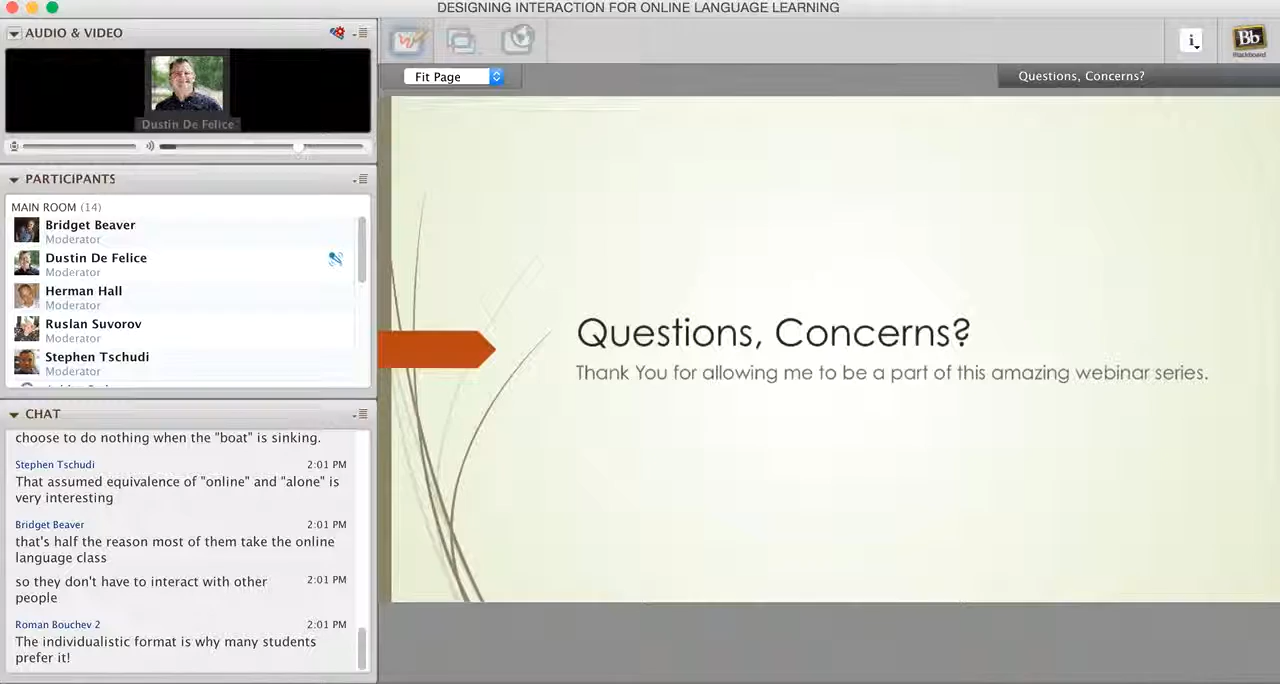 DESIGNING INTERACTION FOR ONLINE LANGUAGE LEARNING
AUDIO & VIDEO
Dustin De Felice
PARTICIPANTS
MAIN ROOM (14)
Bridget Beaver
Moderator
Dustin De Felice
Moderator
Herman Hall
Moderator
Ruslan Suvorov
Moderator
Stephen Tschudi
Moderator
CHAT
choose to do nothing when the "boat" is sinking.
Stephen Tschudi 2:01 PM
That assumed equivalence of "online" and "alone" is
very interesting
Bridget Beaver 2:01 PM
that's half the reason most of them take the online
language class
so they don't have to interact with other 2:01 PM
people
Roman Bouchev 2 2:01 PM
The individualistic format is why many students
prefer it!
Fit Page
i
Bb
Blackboard
Questions, Concerns?
Questions, Concerns?
Thank You for allowing me to be a part of this amazing webinar series.